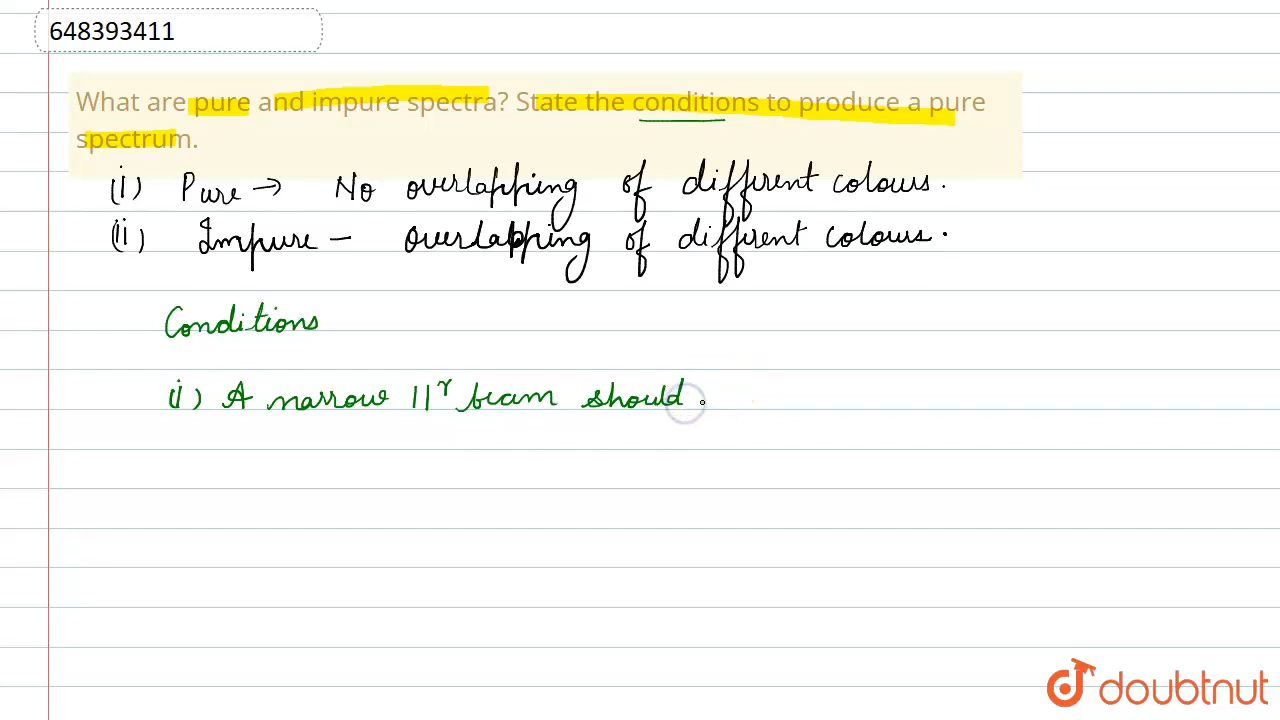 648393411
What are pure and impure spectra? State the conditions to produce a pure
spectrum.
(i) Pure → No overlapping of different colours.
(ii) Impure – Overlapping of different colours.
Conditions
(i) A narrow ||ʳ beam should
doubtnut